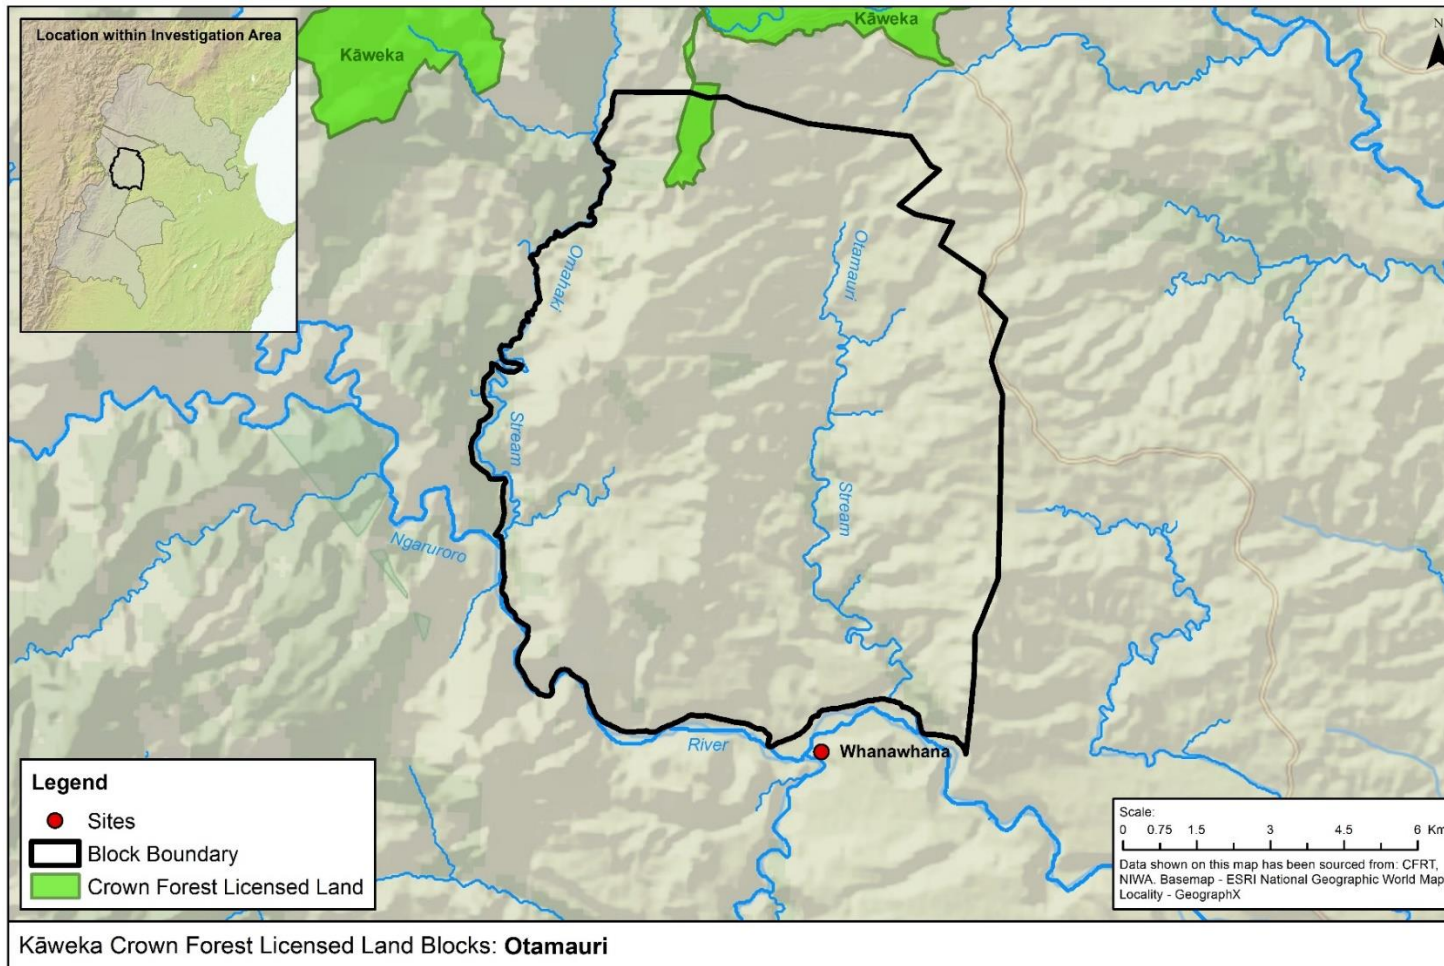 Location within Investigation Area
Kāweka
Kāweka
N
Omahaki
Stream
Otamauri
Stream
Ngaruroro
River
Whanawhana
Legend
Sites
Block Boundary
Crown Forest Licensed Land
Scale:
0 0.75 1.5 3 4.5 6 Km
Data shown on this map has been sourced from: CFRT,
NIWA. Basemap - ESRI National Geographic World Map
Locality - GeographX
Kāweka Crown Forest Licensed Land Blocks: Otamauri